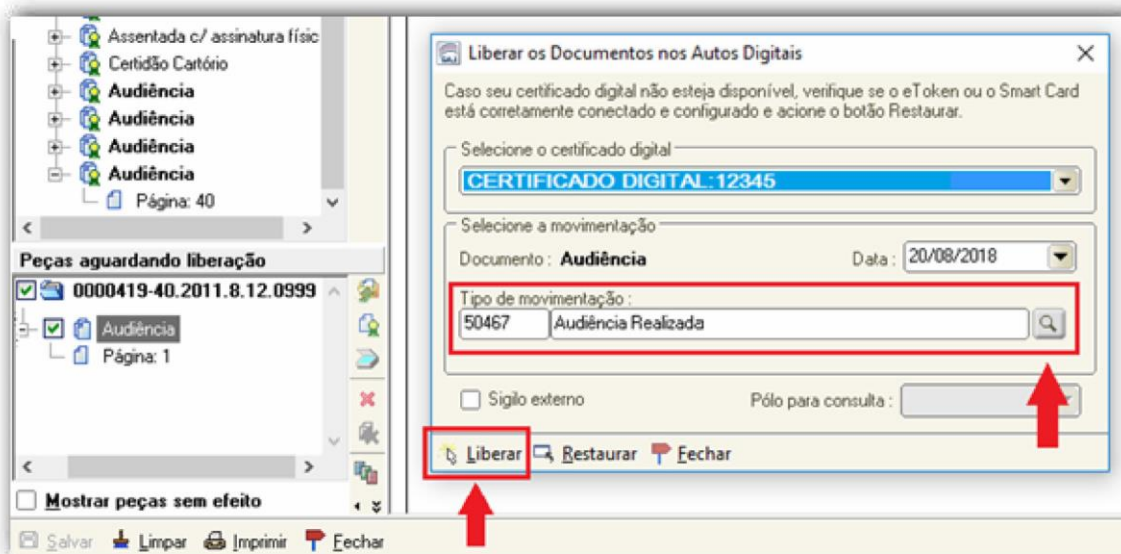 Assentada c/ assinatura físic
Certidão Cartório
Audiência
Audiência
Audiência
Audiência
Página: 40
Peças aguardando liberação
0000419-40.2011.8.12.0999
Audiência
Página: 1
Mostrar peças sem efeito
Salvar Limpar Imprimir Fechar
Liberar os Documentos nos Autos Digitais
Caso seu certificado digital não esteja disponível, verifique se o eToken ou o Smart Card
está corretamente conectado e configurado e acione o botão Restaurar.
Selecione o certificado digital
CERTIFICADO DIGITAL:12345
Selecione a movimentação
Documento : Audiência Data : 20/08/2018
Tipo de movimentação :
50467 Audiência Realizada
Sigilo externo Pólo para consulta :
Liberar Restaurar Fechar